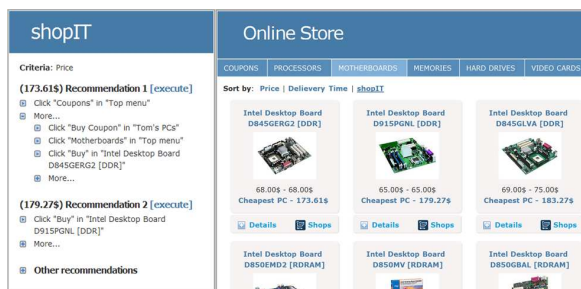 shopIT
Criteria: Price
(173.61$) Recommendation 1 [execute]
Click "Coupons" in "Top menu"
More...
Click "Buy Coupon" in "Tom's PCs"
Click "Motherboards" in "Top menu"
Click "Buy" in "Intel Desktop Board
D845GERG2 [DDR]"
More...
(179.27$) Recommendation 2 [execute]
Click "Buy" in "Intel Desktop Board
D915PGNL [DDR]"
More...
Other recommendations
Online Store
COUPONS PROCESSORS MOTHERBOARDS MEMORIES HARD DRIVES VIDEO CARDS
Sort by: Price | Delievery Time | shopIT
Intel Desktop Board
D845GERG2 [DDR]
68.00$ - 68.00$
Cheapest PC - 173.61$
Details Shops
Intel Desktop Board
D915PGNL [DDR]
65.00$ - 65.00$
Cheapest PC - 179.27$
Details Shops
Intel Desktop Board
D845GLVA [DDR]
69.00$ - 75.00$
Cheapest PC - 183.27$
Details Shops
Intel Desktop Board
D850EMD2 [RDRAM]
Intel Desktop Board
D850MV [RDRAM]
Intel Desktop Board
D850GBAL [RDRAM]